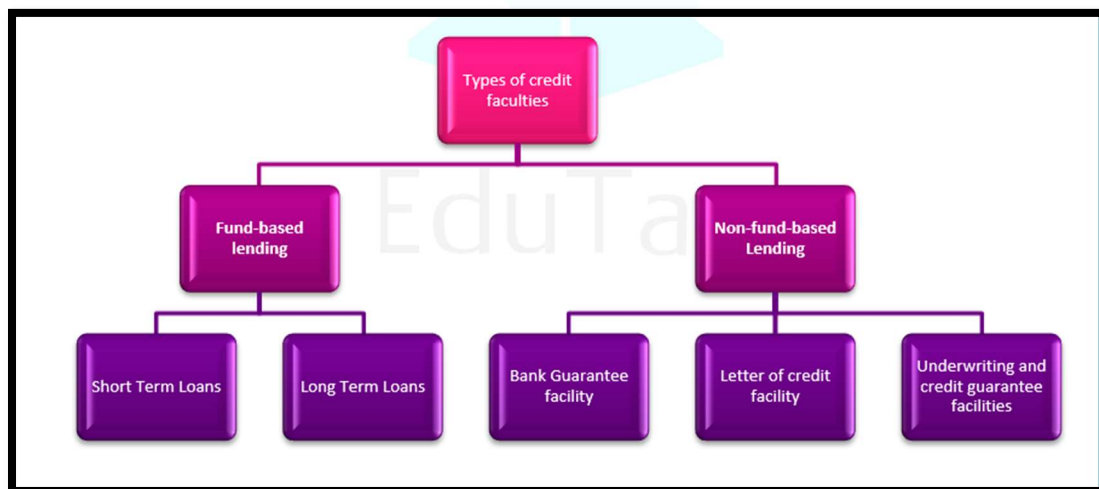 Types of credit
faculties
EduTa
Fund-based
lending
Non-fund-based
Lending
Short Term Loans
Long Term Loans
Bank Guarantee
facility
Letter of credit
facility
Underwriting and
credit guarantee
facilities